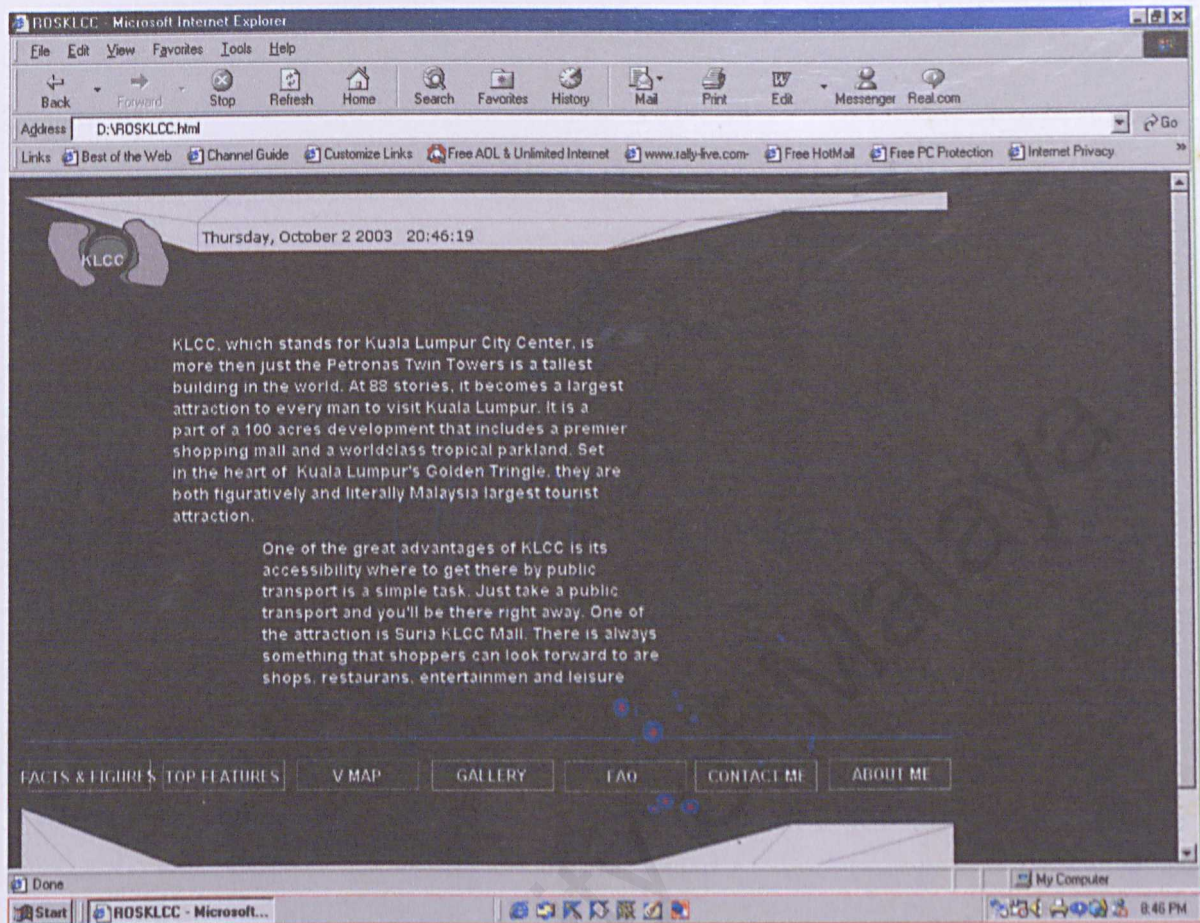 ROSKLCC - Microsoft Internet Explorer
File Edit View Favorites Tools Help
Back Forward Stop Refresh Home Search Favorites History Mail Print Edit Messenger Real.com
Address D:\ROSKLCC.html Go
Links Best of the Web Channel Guide Customize Links Free AOL & Unlimited Internet www.rally-live.com- Free HotMail Free PC Protection Internet Privacy »
Thursday, October 2 2003 20:46:19
KLCC
KLCC, which stands for Kuala Lumpur City Center, is
more then just the Petronas Twin Towers is a tallest
building in the world. At 88 stories, it becomes a largest
attraction to every man to visit Kuala Lumpur. It is a
part of a 100 acres development that includes a premier
shopping mall and a worldclass tropical parkland. Set
in the heart of Kuala Lumpur's Golden Tringle, they are
both figuratively and literally Malaysia largest tourist
attraction.
One of the great advantages of KLCC is its
accessibility where to get there by public
transport is a simple task. Just take a public
transport and you'll be there right away. One of
the attraction is Suria KLCC Mall. There is always
something that shoppers can look forward to are
shops, restaurans, entertainmen and leisure
FACTS & FIGURES TOP FEATURES V MAP GALLERY FAQ CONTACT ME ABOUT ME
Done My Computer
Start ROSKLCC - Microsoft... 8:46 PM
Malaya